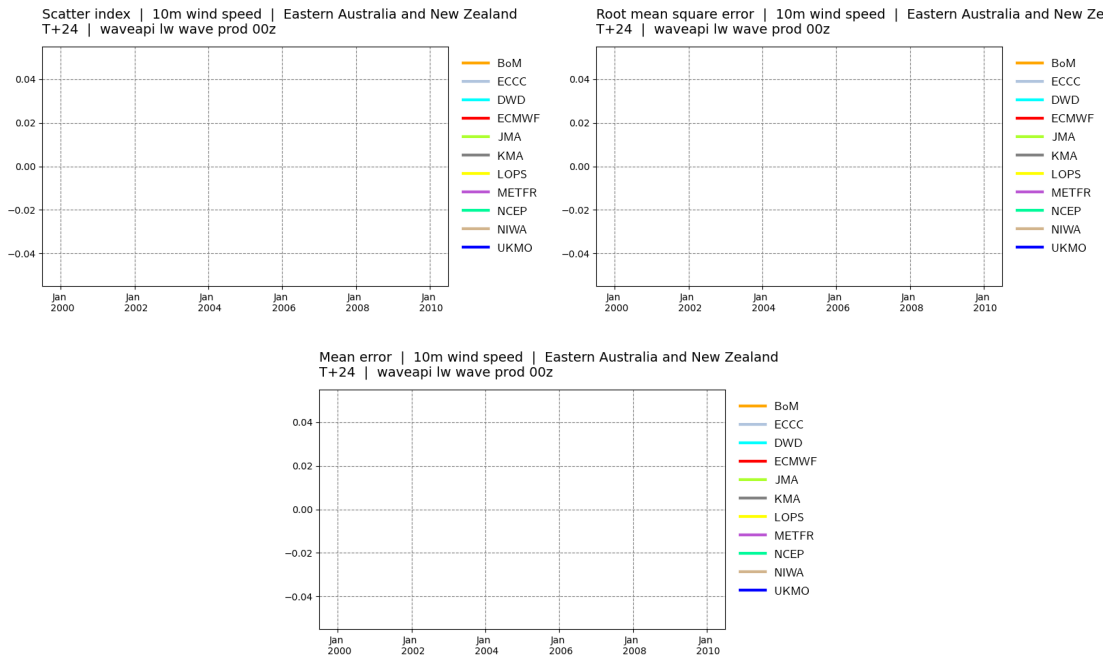 Scatter index | 10m wind speed | Eastern Australia and New Zealand
T+24 | waveapi lw wave prod 00z
0.04
0.02
0.00
−0.02
−0.04
Jan
2000
Jan
2002
Jan
2004
Jan
2006
Jan
2008
Jan
2010
BoM
ECCC
DWD
ECMWF
JMA
KMA
LOPS
METFR
NCEP
NIWA
UKMO
Root mean square error | 10m wind speed | Eastern Australia and New Ze
T+24 | waveapi lw wave prod 00z
0.04
0.02
0.00
−0.02
−0.04
Jan
2000
Jan
2002
Jan
2004
Jan
2006
Jan
2008
Jan
2010
BoM
ECCC
DWD
ECMWF
JMA
KMA
LOPS
METFR
NCEP
NIWA
UKMO
Mean error | 10m wind speed | Eastern Australia and New Zealand
T+24 | waveapi lw wave prod 00z
0.04
0.02
0.00
−0.02
−0.04
Jan
2000
Jan
2002
Jan
2004
Jan
2006
Jan
2008
Jan
2010
BoM
ECCC
DWD
ECMWF
JMA
KMA
LOPS
METFR
NCEP
NIWA
UKMO